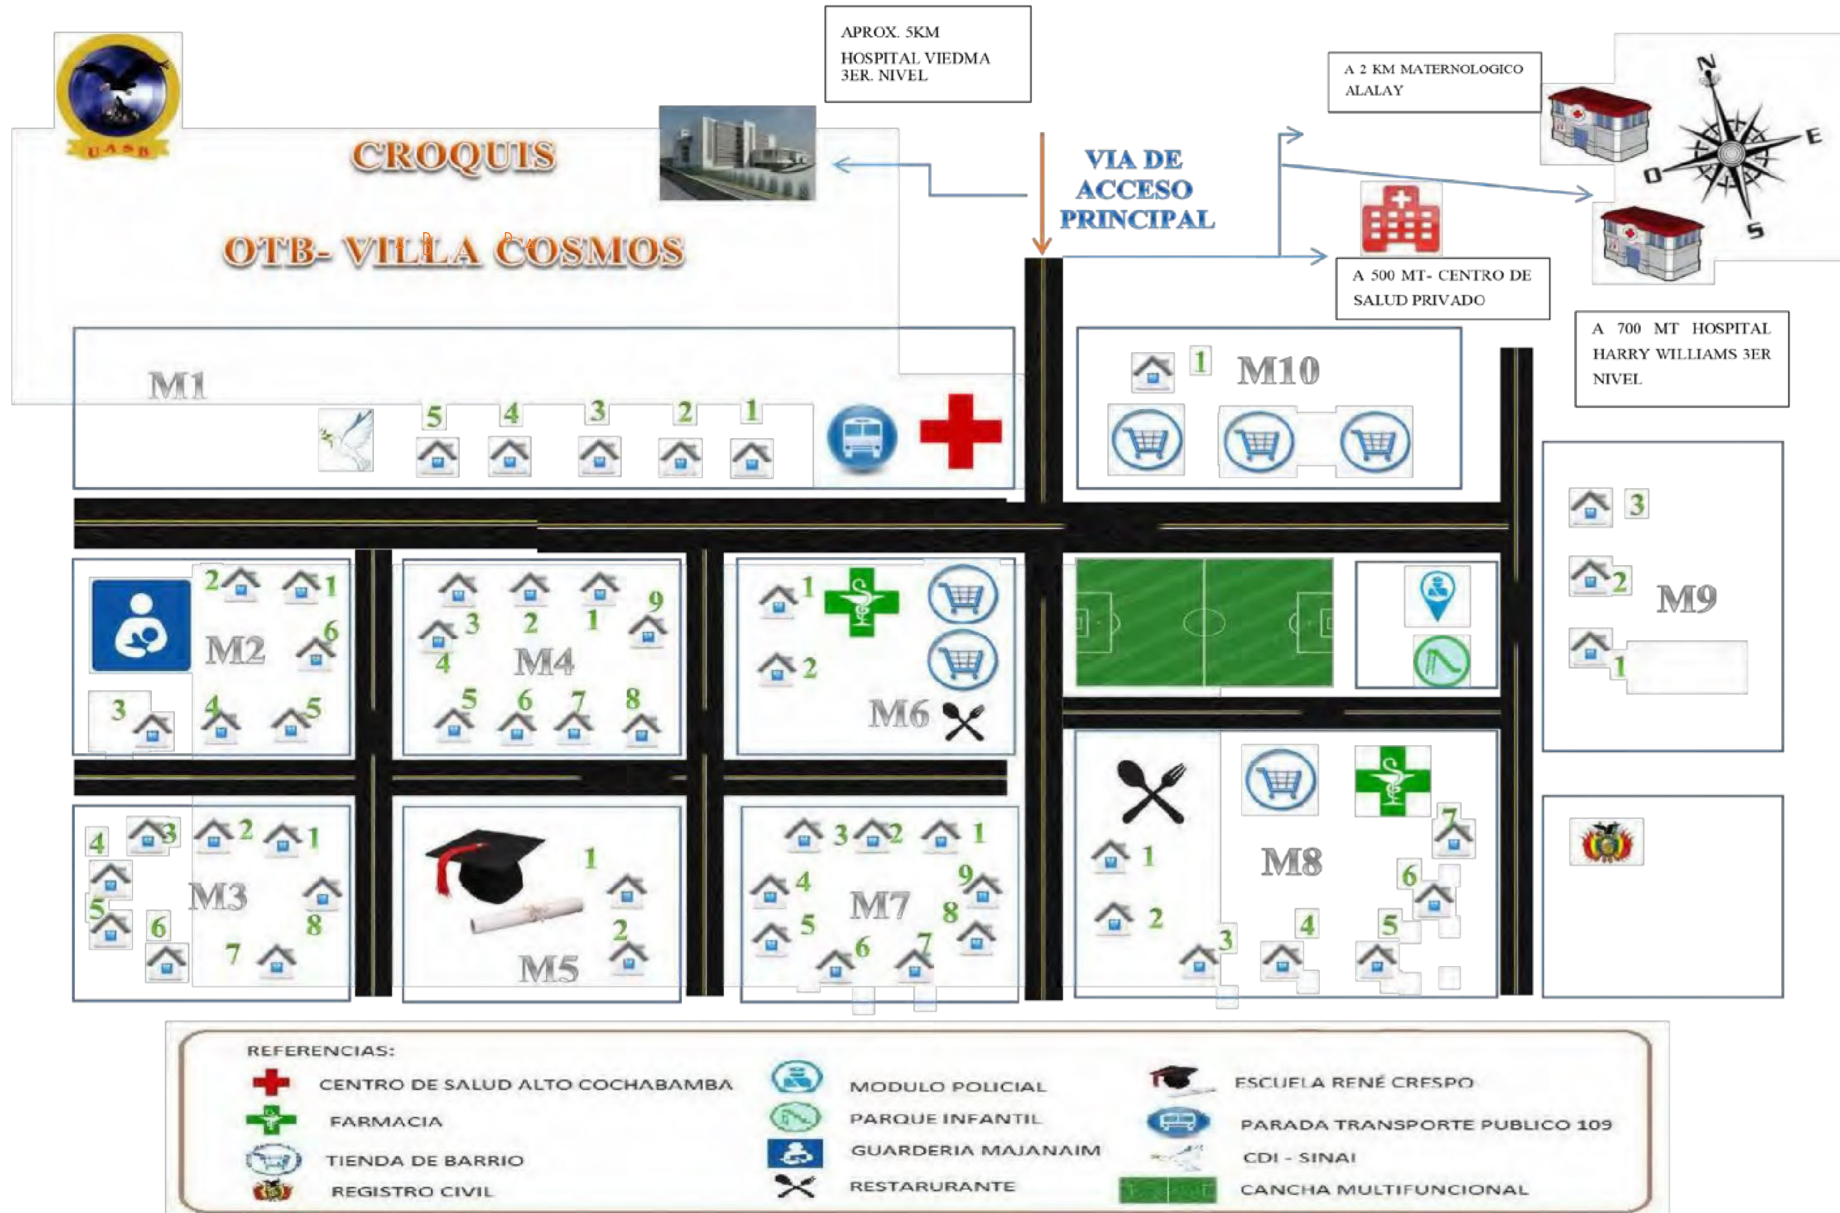 UASB
CROQUIS
OTB- VILLA COSMOS
APROX. 5KM
HOSPITAL VIEDMA
3ER. NIVEL
VIA DE
ACCESO
PRINCIPAL
A 2 KM MATERNOLOGICO
ALALAY
N
E
O
S
A 500 MT- CENTRO DE
SALUD PRIVADO
A 700 MT HOSPITAL
HARRY WILLIAMS 3ER
NIVEL
M1
5 4 3 2 1
1 M10
3
2
1
M9
2 1
6
M2
3 4 5
3 2 1 9
4
M4
5 6 7 8
1
2
M6
4 3 2 1
5
M3
6
7 8
1
2
M5
3 2 1
4 9
M7
5 8
6 7
1
2
M8
7
6
3 4 5
REFERENCIAS:
CENTRO DE SALUD ALTO COCHABAMBA
FARMACIA
TIENDA DE BARRIO
REGISTRO CIVIL
MODULO POLICIAL
PARQUE INFANTIL
GUARDERIA MAJANAIM
RESTARURANTE
ESCUELA RENÉ CRESPO
PARADA TRANSPORTE PUBLICO 109
CDI - SINAI
CANCHA MULTIFUNCIONAL